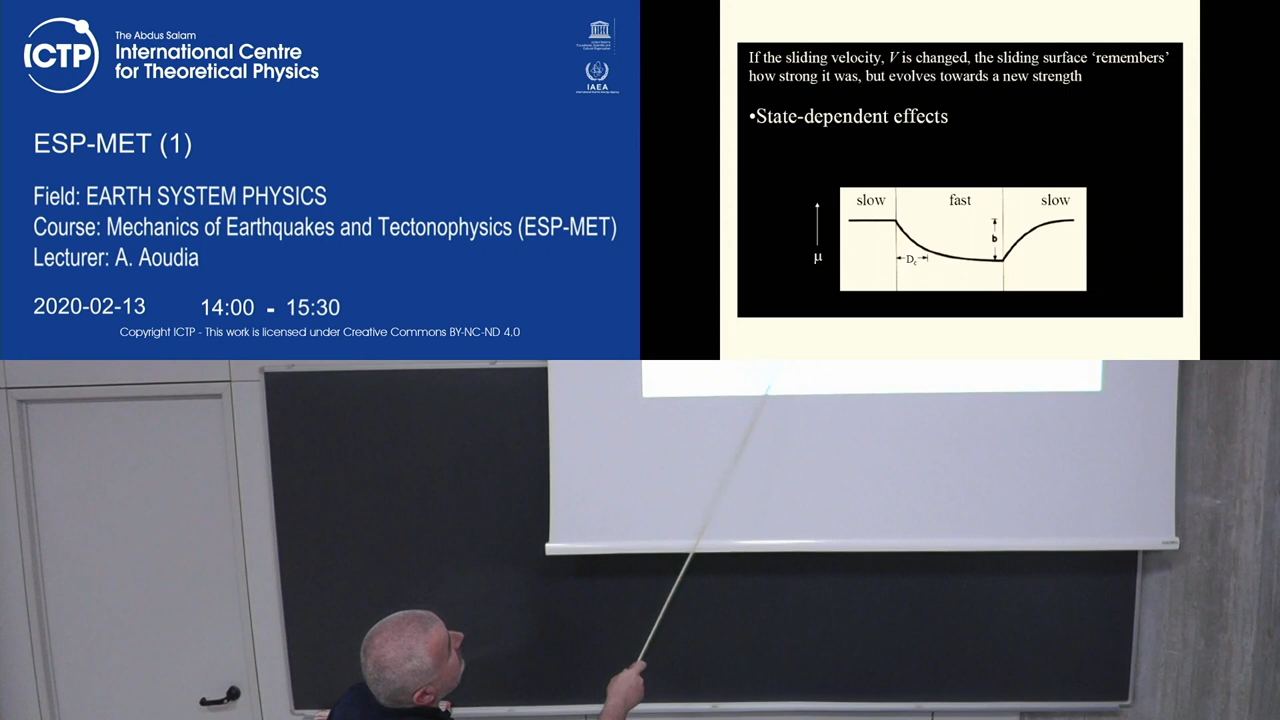 The Abdus Salam
ICTP
International Centre
for Theoretical Physics
IAEA
ESP-MET (1)
Field: EARTH SYSTEM PHYSICS
Course: Mechanics of Earthquakes and Tectonophysics (ESP-MET)
Lecturer: A. Aoudia
2020-02-13 14:00 - 15:30
Copyright ICTP - This work is licensed under Creative Commons BY-NC-ND 4.0
If the sliding velocity, V is changed, the sliding surface ‘remembers’
how strong it was, but evolves towards a new strength
•State-dependent effects
slow fast slow
b
μ
Dc